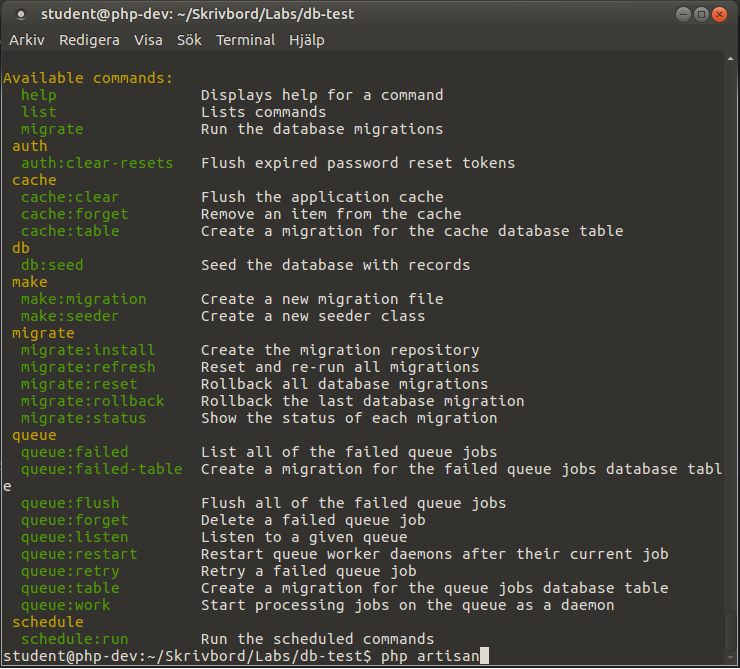 student@php-dev: ~/Skrivbord/Labs/db-test
Arkiv Redigera Visa Sök Terminal Hjälp
Available commands:
help Displays help for a command
list Lists commands
migrate Run the database migrations
auth
auth:clear-resets Flush expired password reset tokens
cache
cache:clear Flush the application cache
cache:forget Remove an item from the cache
cache:table Create a migration for the cache database table
db
db:seed Seed the database with records
make
make:migration Create a new migration file
make:seeder Create a new seeder class
migrate
migrate:install Create the migration repository
migrate:refresh Reset and re-run all migrations
migrate:reset Rollback all database migrations
migrate:rollback Rollback the last database migration
migrate:status Show the status of each migration
queue
queue:failed List all of the failed queue jobs
queue:failed-table Create a migration for the failed queue jobs database tabl
e
queue:flush Flush all of the failed queue jobs
queue:forget Delete a failed queue job
queue:listen Listen to a given queue
queue:restart Restart queue worker daemons after their current job
queue:retry Retry a failed queue job
queue:table Create a migration for the queue jobs database table
queue:work Start processing jobs on the queue as a daemon
schedule
schedule:run Run the scheduled commands
student@php-dev:~/Skrivbord/Labs/db-test$ php artisan